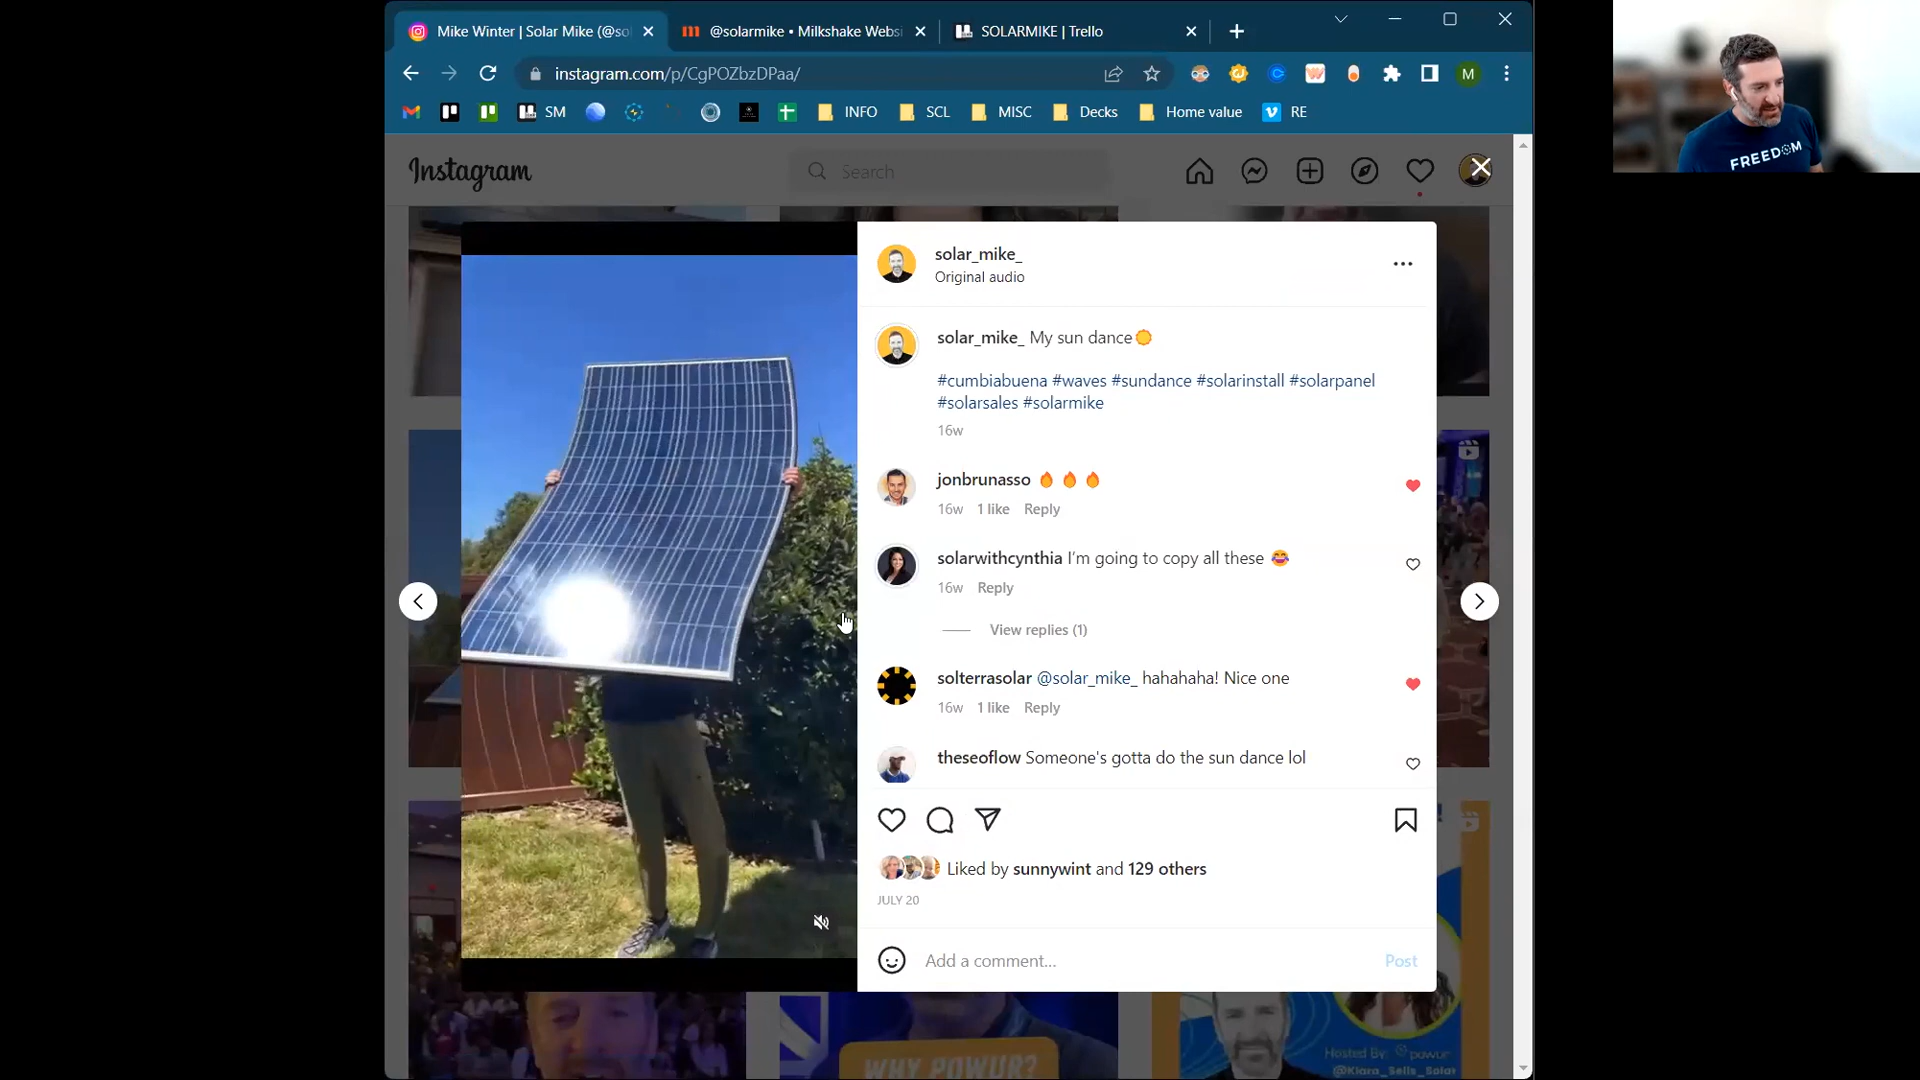 Mike Winter | Solar Mike (@so
@solarmike • Milkshake Websi
SOLARMIKE | Trello
instagram.com/p/CgPOZbzDPaa/
M
SM
INFO
SCL
MISC
Decks
Home value
RE
FREEDOM
Instagram
Search
solar_mike_
Original audio
solar_mike_ My sun dance
#cumbiabuena #waves #sundance #solarinstall #solarpanel
#solarsales #solarmike
16w
jonbrunasso
16w 1 like Reply
solarwithcynthia I'm going to copy all these
16w Reply
View replies (1)
solterrasolar @solar_mike_ hahahaha! Nice one
16w 1 like Reply
theseoflow Someone's gotta do the sun dance lol
Liked by sunnywint and 129 others
JULY 20
Add a comment...
Post
WHY POWUR?
Hosted By: powur
@Kiara_Sells_Solar